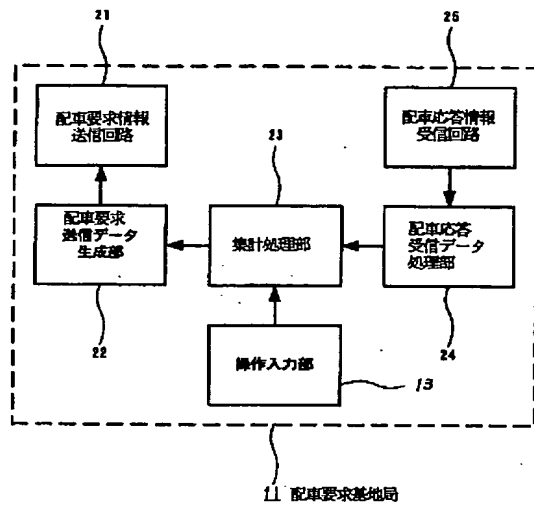 21
25
配車要求情報
送信回路
配車応答情報
受信回路
23
配車要求
送信データ
生成部
集計処理部
配車応答
受信データ
処理部
22
24
操作入力部
13
11 配車要求基地局